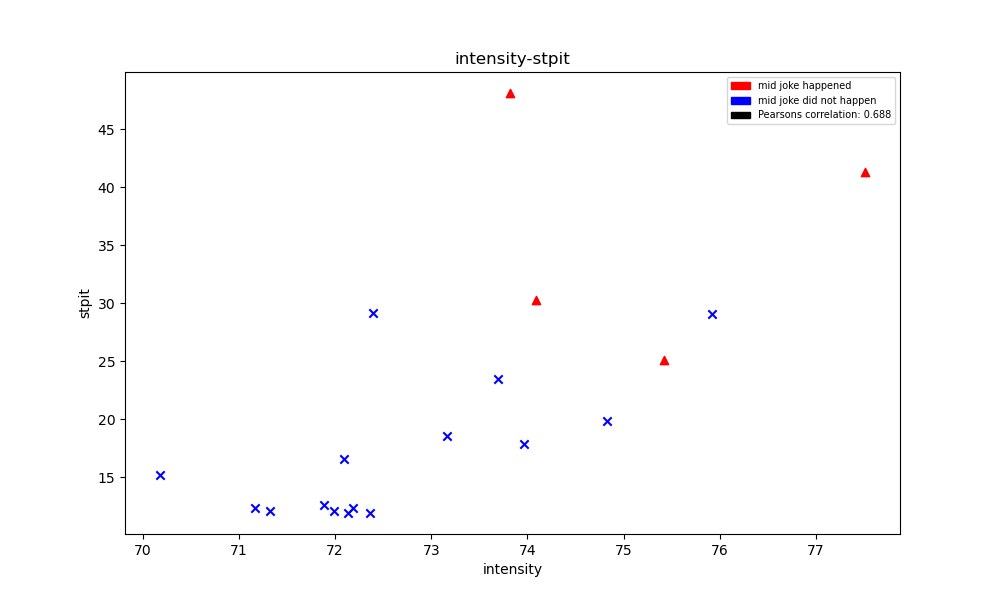 intensity-stpit
mid joke happened
mid joke did not happen
Pearsons correlation: 0.688
stpit
45
40
35
30
25
20
15
70 71 72 73 74 75 76 77
intensity